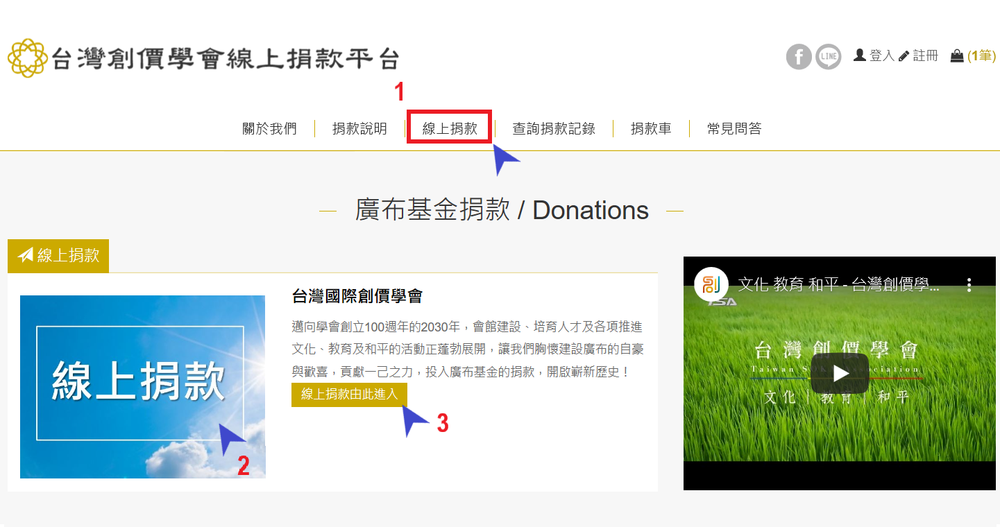 台灣創價學會線上捐款平台
f
LINE
登入 註冊 (1筆)
1
關於我們 捐款說明 線上捐款 查詢捐款記錄 捐款車 常見問答
廣布基金捐款 / Donations
線上捐款
線上捐款
2
台灣國際創價學會
邁向學會創立100週年的2030年，會館建設、培育人才及各項推進
文化、教育及和平的活動正蓬勃展開，讓我們胸懷建設廣布的自豪
與歡喜，貢獻一己之力，投入廣布基金的捐款，開啟嶄新歷史！
線上捐款由此進入
3
文化 教育 和平 - 台灣創價學...
TSA
台灣創價學會
Taiwan SOKA Association
文化｜教育｜和平